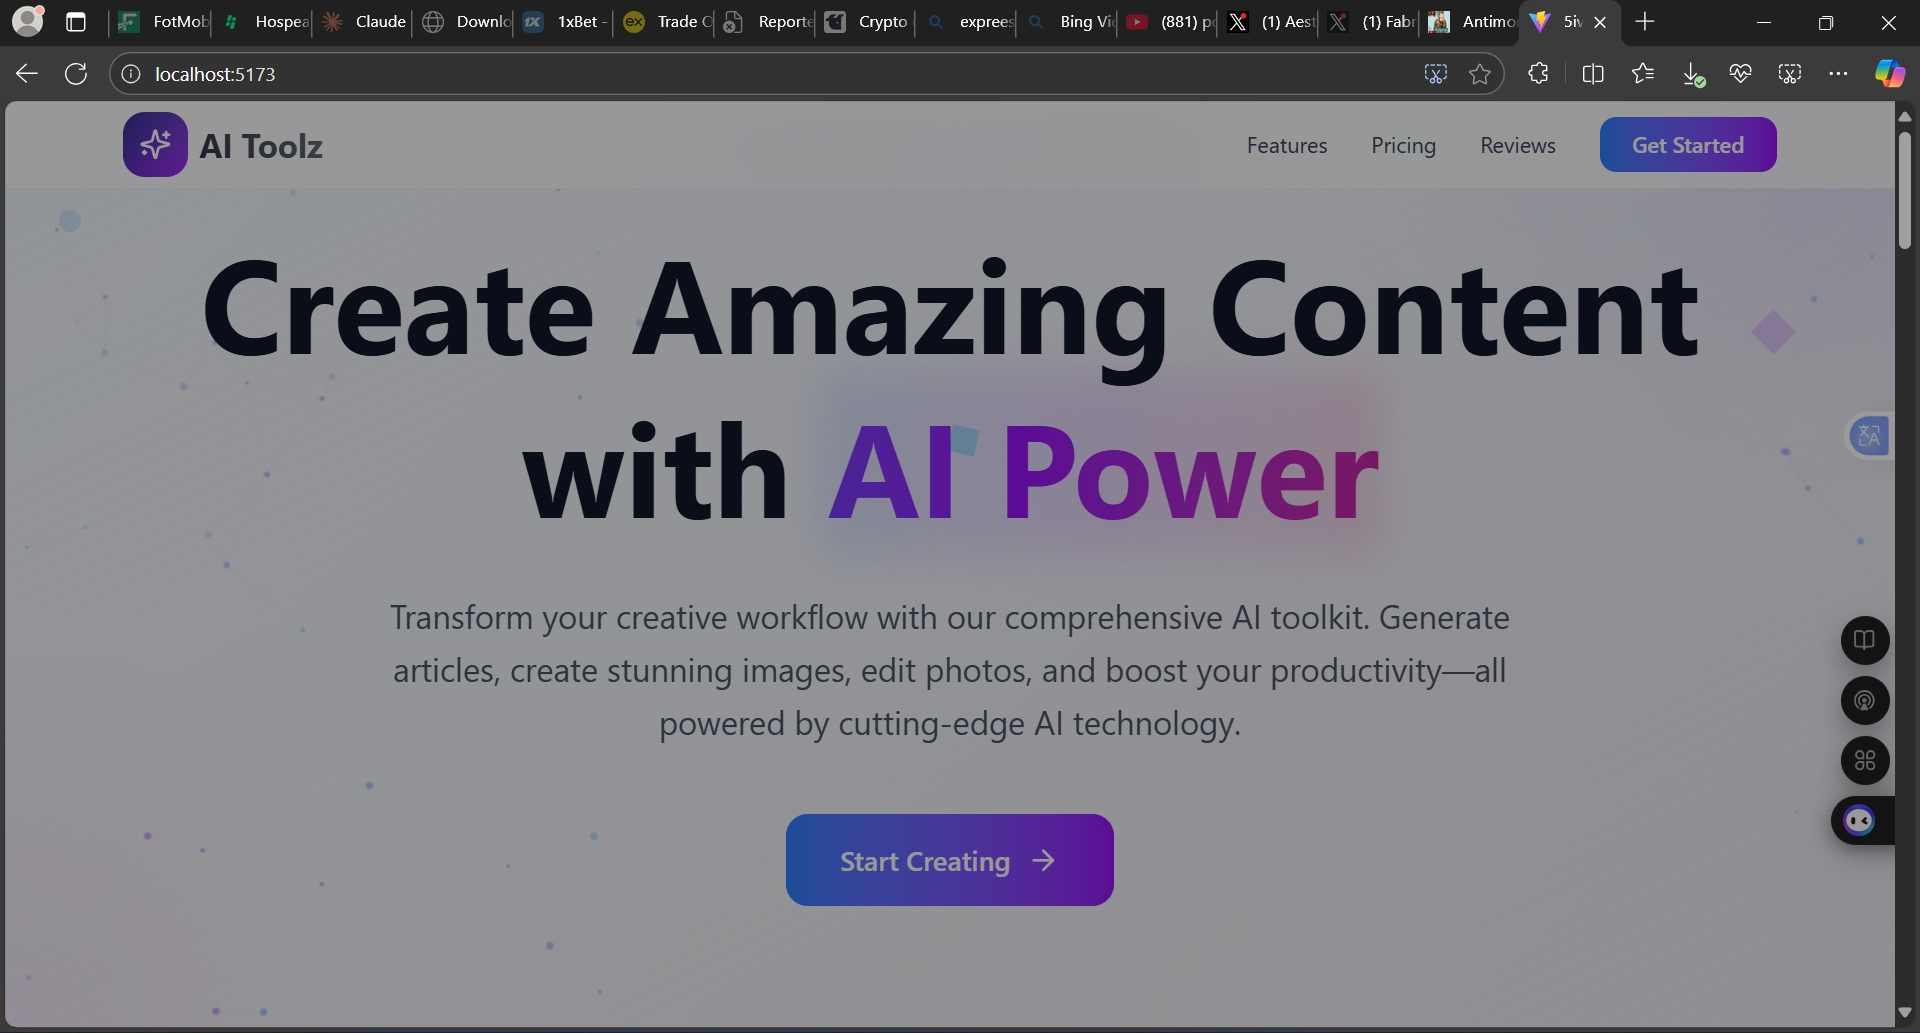 FotMob
Hospea
Claude
Downlo
1xBet -
Trade O
Reporte
Crypto
exprees
Bing Vi
(881) p
(1) Aest
(1) Fabr
Antimo
5iv
localhost:5173
AI Toolz
Features
Pricing
Reviews
Get Started
Create Amazing Content
with AI Power
Transform your creative workflow with our comprehensive AI toolkit. Generate
articles, create stunning images, edit photos, and boost your productivity—all
powered by cutting-edge AI technology.
Start Creating